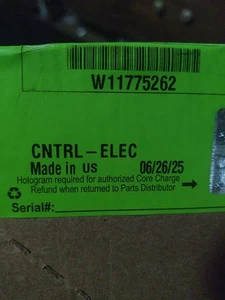 W11775262
CNTRL-ELEC
Made in US 06/26/25
Hologram required for authorized Core Charge
Refund when returned to Parts Distributor
Serial#: